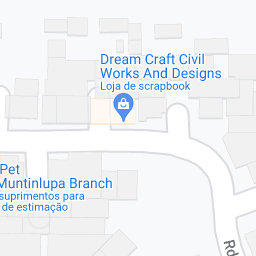 Dream Craft Civil
Works And Designs
Loja de scrapbook
Pet
Muntinlupa Branch
suprimentos para
de estimação
Rd